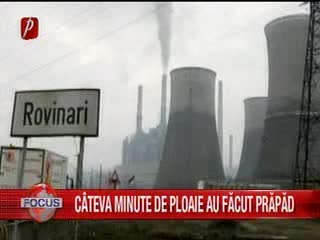 P
Rovinari
CÂTEVA MINUTE DE PLOAIE AU FĂCUT PRĂPĂD
FOCUS